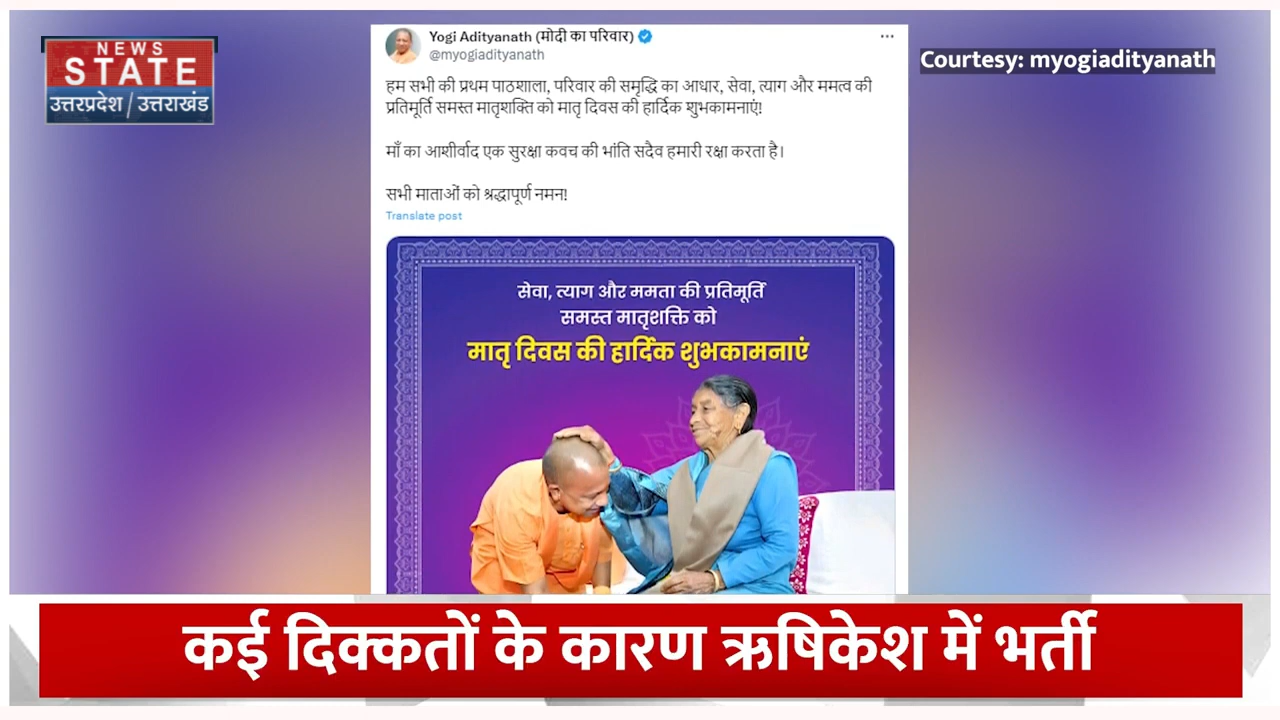 NEWS
STATE
उत्तरप्रदेश / उत्तराखंड
Yogi Adityanath (मोदी का परिवार)
@myogiadityanath
Courtesy: myogiadityanath
हम सभी की प्रथम पाठशाला, परिवार की समृद्धि का आधार, सेवा, त्याग और ममत्व की
प्रतिमूर्ति समस्त मातृशक्ति को मातृ दिवस की हार्दिक शुभकामनाएं!
माँ का आशीर्वाद एक सुरक्षा कवच की भांति सदैव हमारी रक्षा करता है।
सभी माताओं को श्रद्धापूर्ण नमन!
Translate post
सेवा, त्याग और ममता की प्रतिमूर्ति
समस्त मातृशक्ति को
मातृ दिवस की हार्दिक शुभकामनाएं
कई दिक्कतों के कारण ऋषिकेश में भर्ती